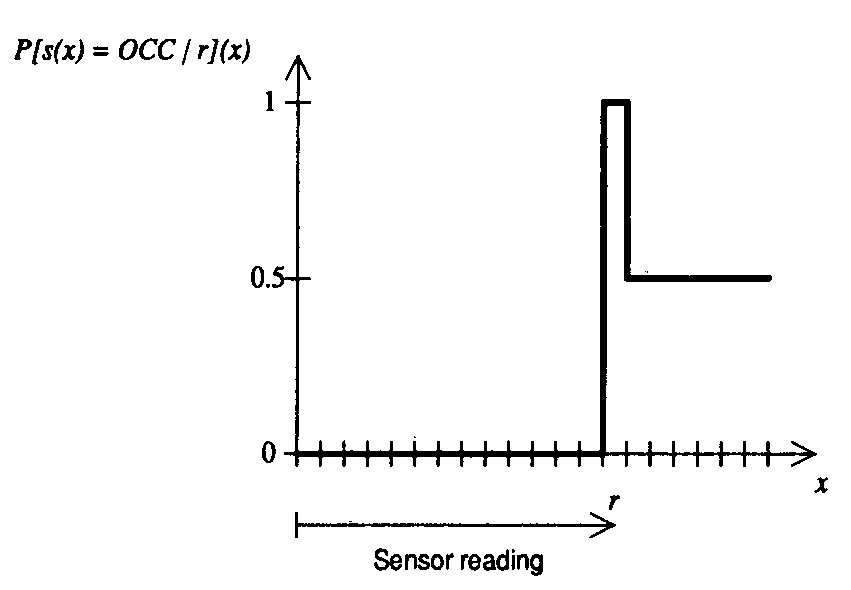 P[s(x) = OCC / r](x)
1
0.5
0
x
r
Sensor reading